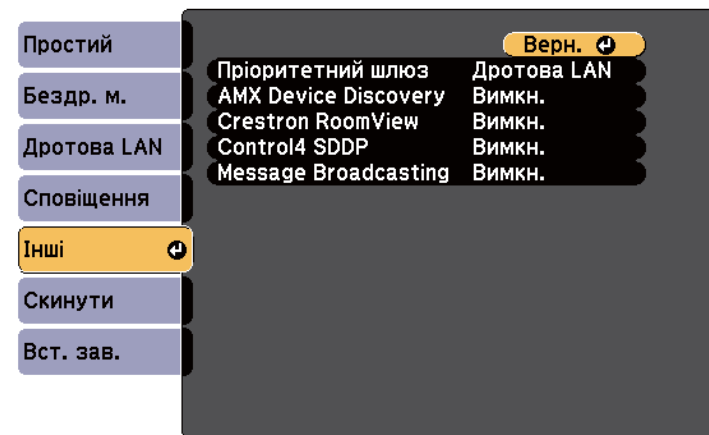 Простий
Бездр. м.
Дротова LAN
Сповіщення
Інші
Скинути
Вст. зав.
Верн.
Пріоритетний шлюз Дротова LAN
AMX Device Discovery Вимкн.
Crestron RoomView Вимкн.
Control4 SDDP Вимкн.
Message Broadcasting Вимкн.